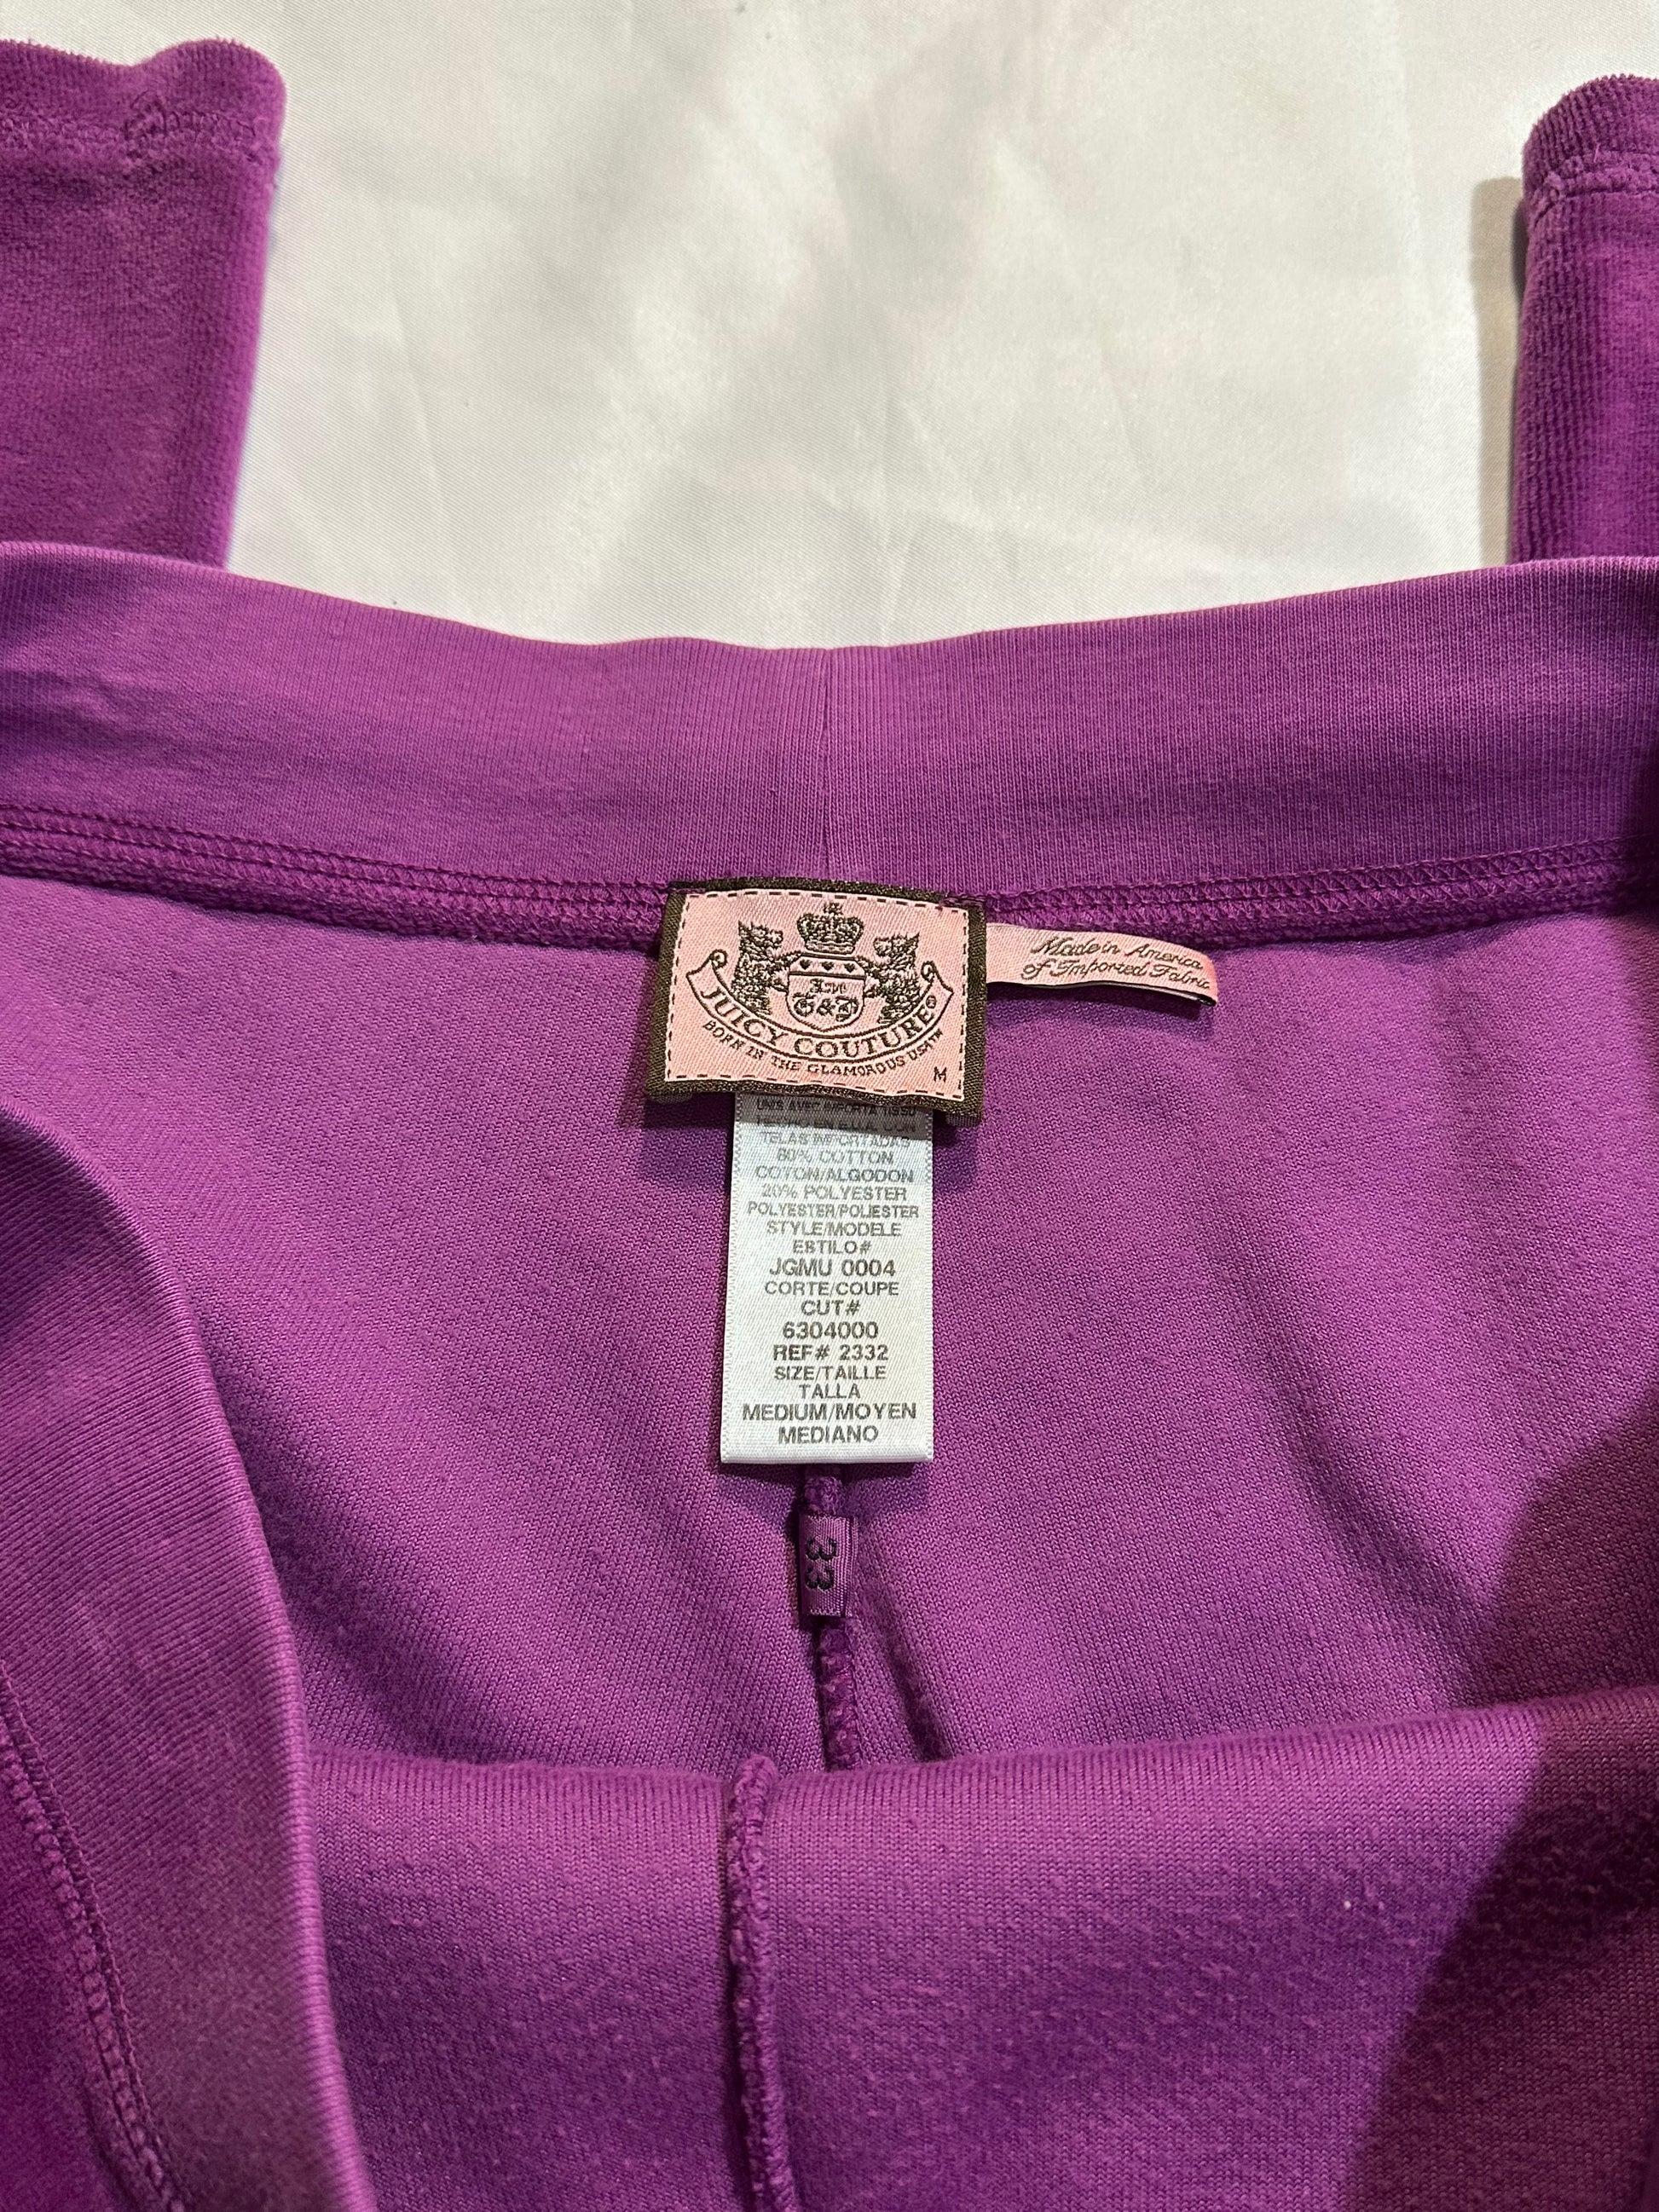 Made in America
of Imported Fabric
G&P
JUICY COUTURE®
BORN IN THE GLAMOROUS USA™
M
TELAS IMPORTADAS
80% COTTON
COTON/ALGODON
20% POLYESTER
POLYESTER/POLIESTER
STYLE/MODELE
ESTILO#
JGMU 0004
CORTE/COUPE
CUT#
6304000
REF# 2332
SIZE/TAILLE
TALLA
MEDIUM/MOYEN
MEDIANO
33